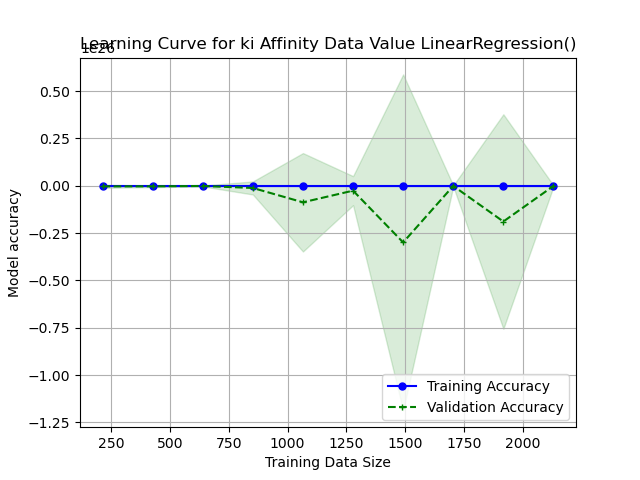 Learning Curve for ki Affinity Data Value LinearRegression()
1e26
0.50
0.25
0.00
−0.25
−0.50
−0.75
−1.00
−1.25
Model accuracy
Training Accuracy
Validation Accuracy
250 500 750 1000 1250 1500 1750 2000
Training Data Size